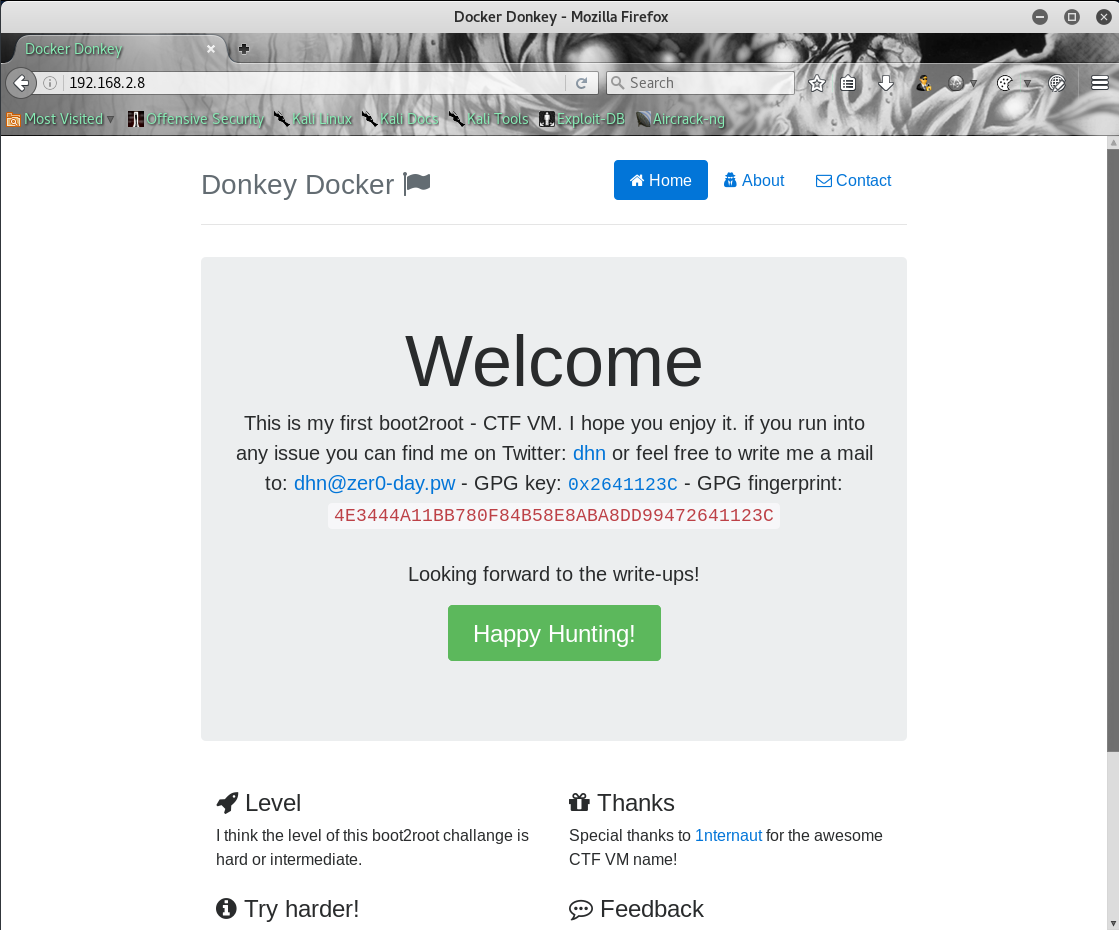 Docker Donkey - Mozilla Firefox
Docker Donkey
192.168.2.8
Search
Most Visited Offensive Security Kali Linux Kali Docs Kali Tools Exploit-DB Aircrack-ng
Donkey Docker
Home About Contact
Welcome
This is my first boot2root - CTF VM. I hope you enjoy it. if you run into
any issue you can find me on Twitter: dhn or feel free to write me a mail
to: dhn@zer0-day.pw - GPG key: 0x2641123C - GPG fingerprint:
4E3444A11BB780F84B58E8ABA8DD99472641123C
Looking forward to the write-ups!
Happy Hunting!
Level
I think the level of this boot2root challange is
hard or intermediate.
Thanks
Special thanks to 1nternaut for the awesome
CTF VM name!
Try harder!
Feedback